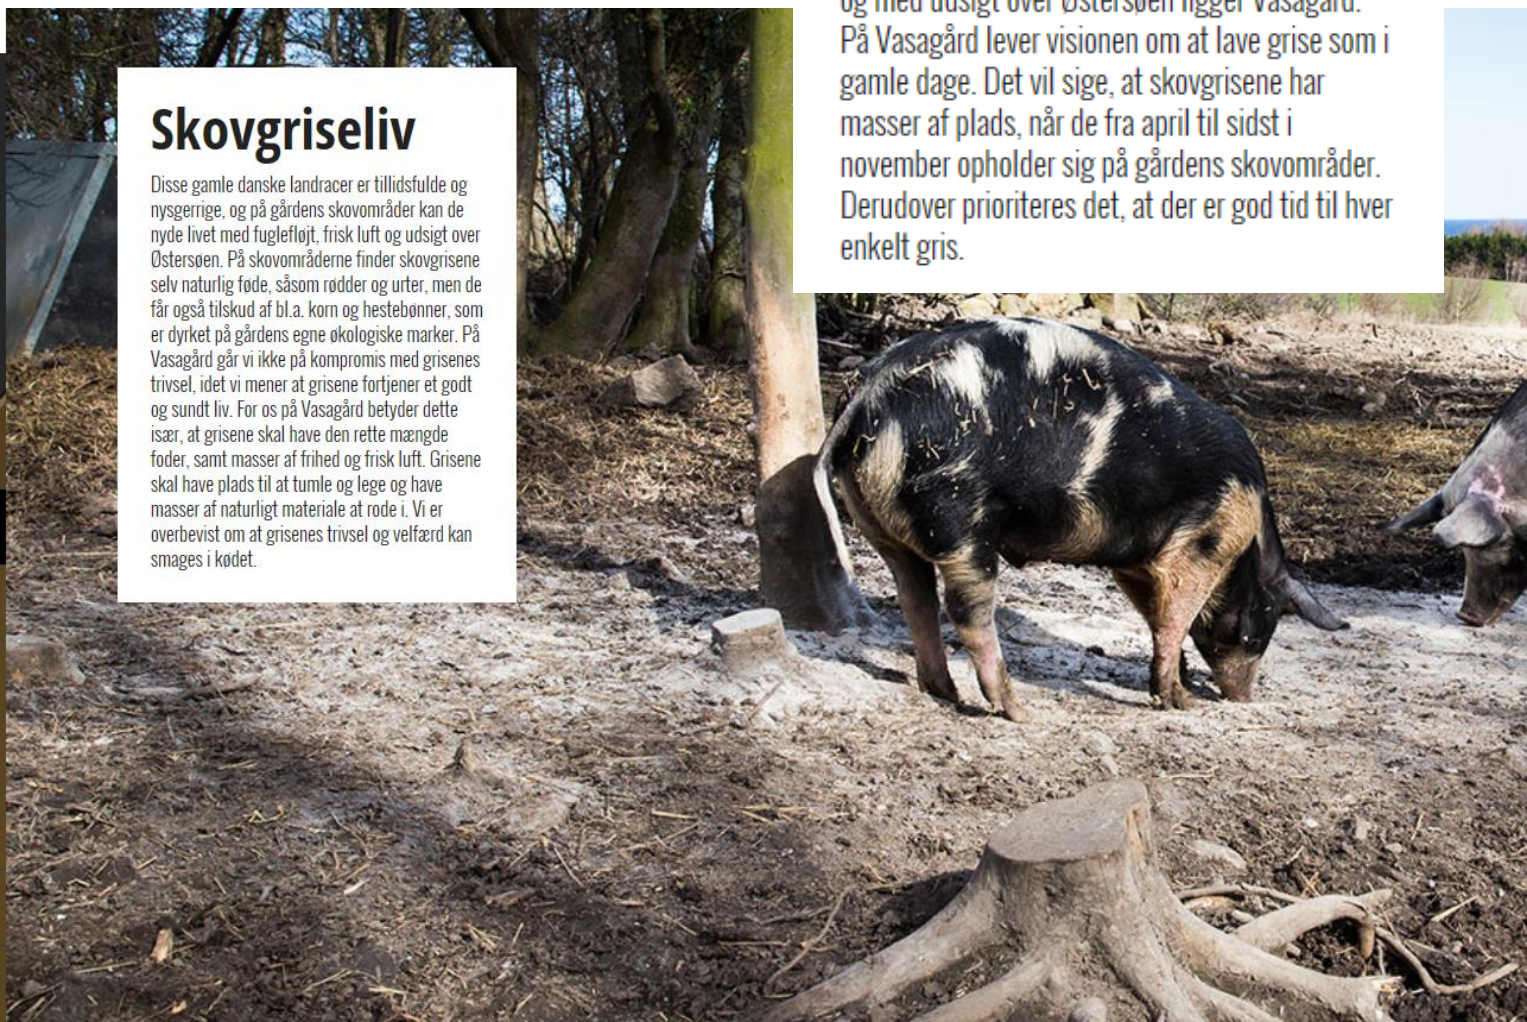 Skovgriseliv
Disse gamle danske landracer er tillidsfulde og
nysgerrige, og på gårdens skovområder kan de
nyde livet med fuglefløjt, frisk luft og udsigt over
Østersøen. På skovområderne finder skovgrisene
selv naturlig føde, såsom rødder og urter, men de
får også tilskud af bl.a. korn og hestebønner, som
er dyrket på gårdens egne økologiske marker. På
Vasagård går vi ikke på kompromis med grisenes
trivsel, idet vi mener at grisene fortjener et godt
og sundt liv. For os på Vasagård betyder dette
især, at grisene skal have den rette mængde
foder, samt masser af frihed og frisk luft. Grisene
skal have plads til at tumle og lege og have
masser af naturligt materiale at rode i. Vi er
overbevist om at grisenes trivsel og velfærd kan
smages i kødet.
og med udsigt over Østersøen ligger Vasagård.
På Vasagård lever visionen om at lave grise som i
gamle dage. Det vil sige, at skovgrisene har
masser af plads, når de fra april til sidst i
november opholder sig på gårdens skovområder.
Derudover prioriteres det, at der er god tid til hver
enkelt gris.